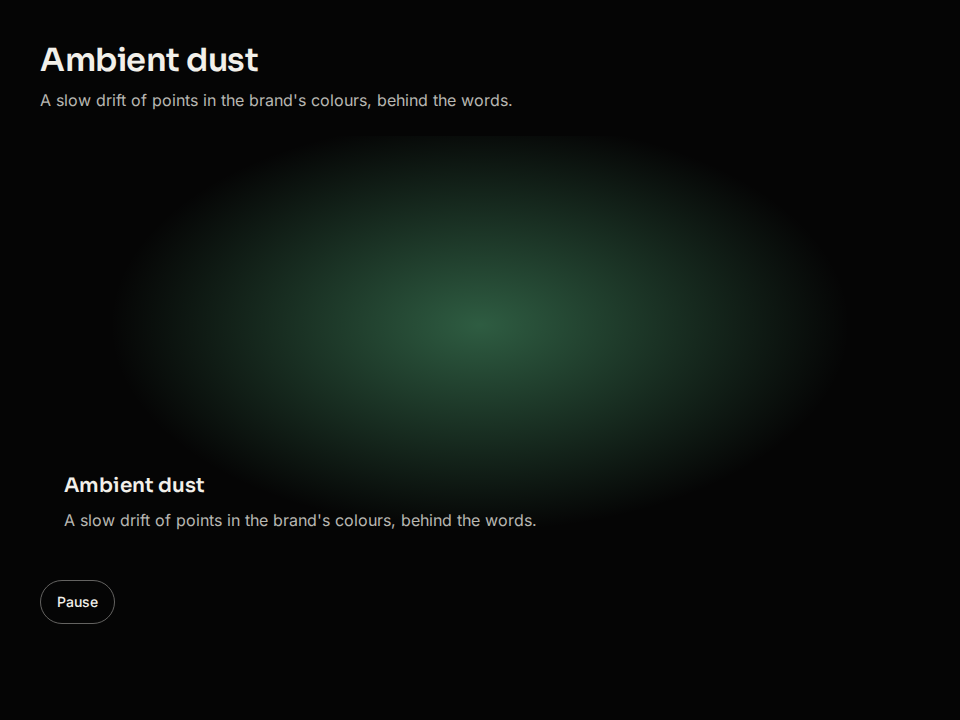 Ambient dust
A slow drift of points in the brand's colours, behind the words.
Ambient dust
A slow drift of points in the brand's colours, behind the words.
Pause